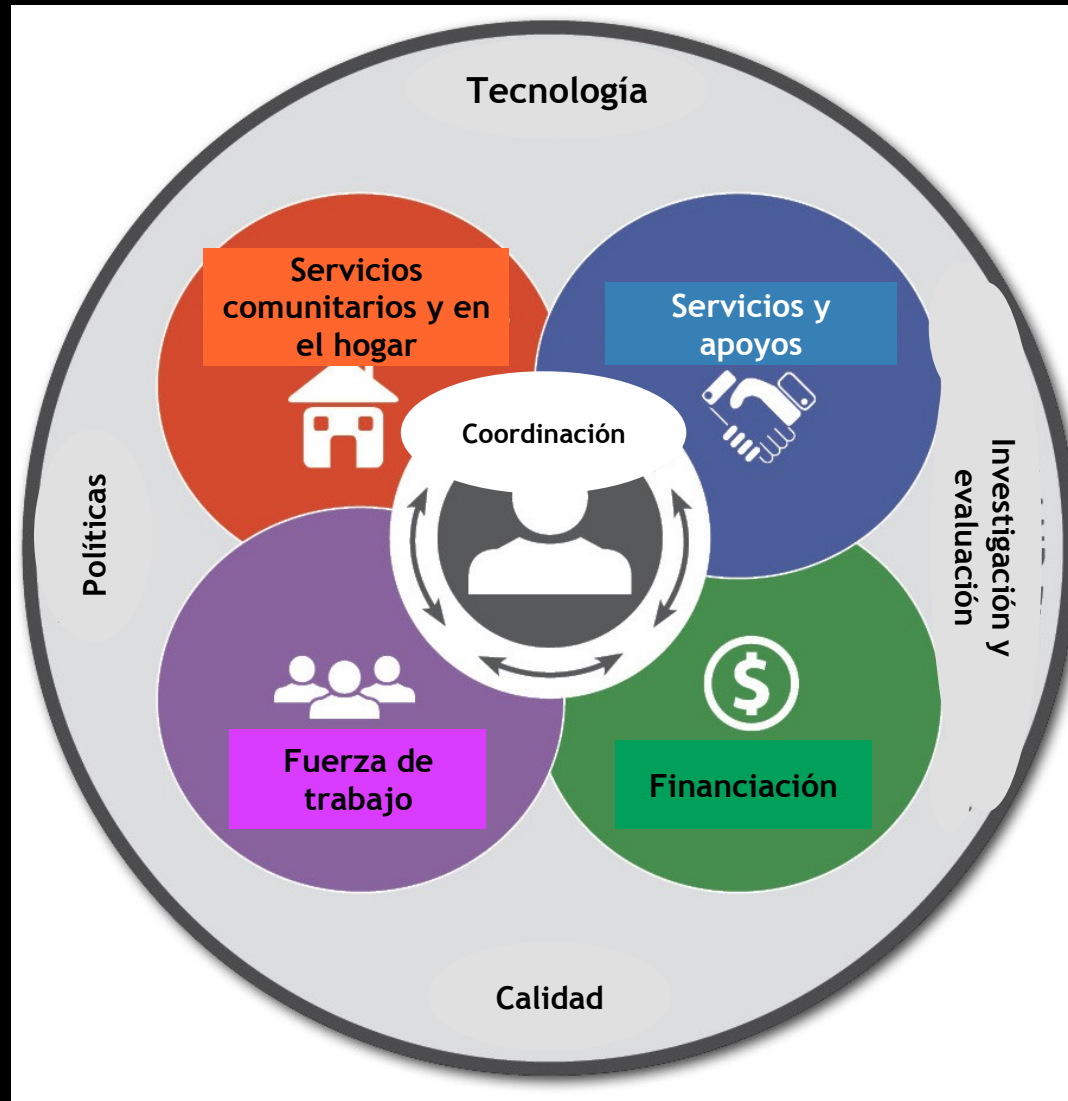 Tecnología
Servicios
comunitarios y en
el hogar
Servicios y
apoyos
Coordinación
Políticas
Investigación y
evaluación
$
Fuerza de
trabajo
Financiación
Calidad